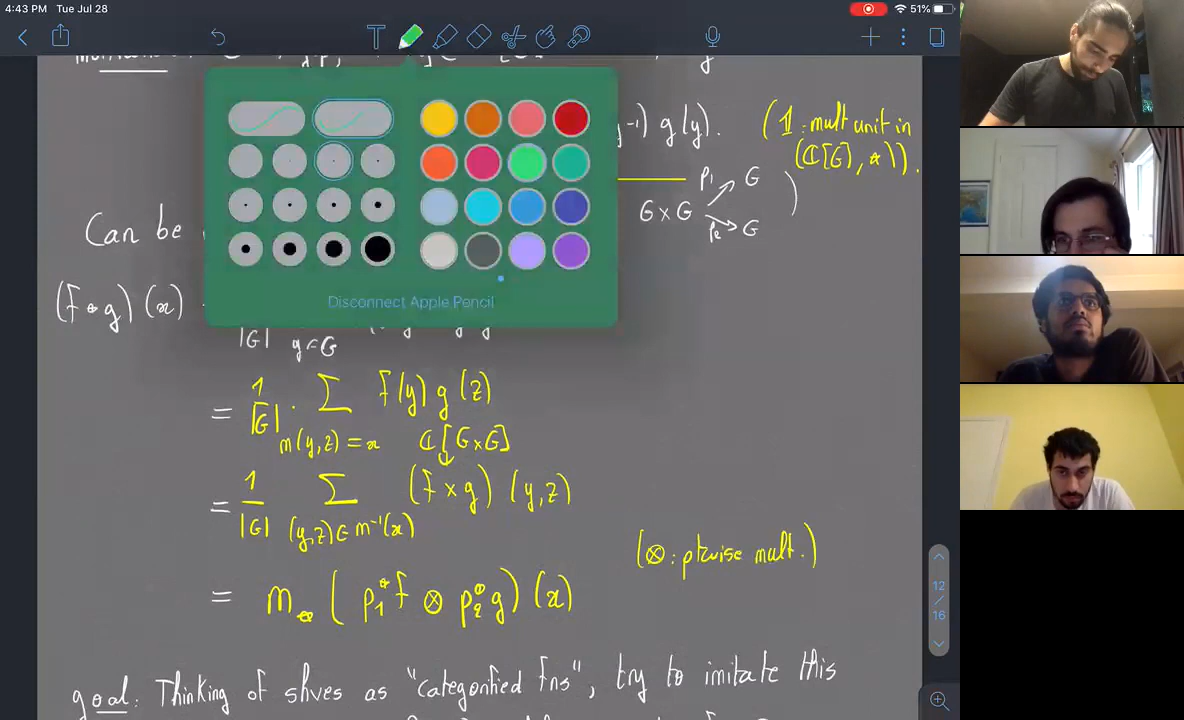 4:43 PM Tue Jul 28
51%
y⁻¹) g(y). (𝟙: mult unit in
(ℂ[G], *)).
G×G
p₁ G
p₂ G
)
Can be
(f*g)(x)
Disconnect Apple Pencil
|G| y∈G
= 1/|G| · Σ f(y) g(z)
m(y,z)=x ℂ[G×G]
= 1/|G| Σ (f×g) (y,z)
(y,z)∈m⁻¹(x)
(⊗: ptwise mult.)
= m_* ( p₁* f ⊗ p₂* g)(x)
12
/
16
goal: Thinking of shves as "categorified fns", try to imitate this